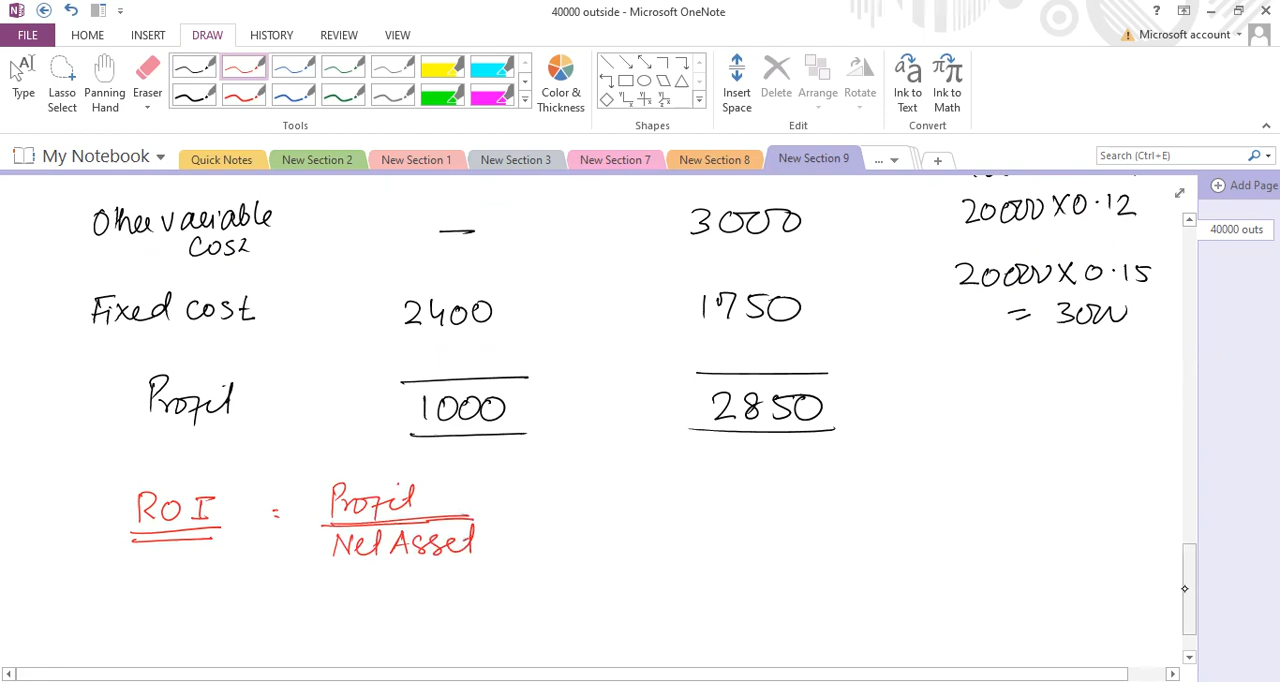 40000 outside - Microsoft OneNote
FILE HOME INSERT DRAW HISTORY REVIEW VIEW
Microsoft account
Type
Lasso Select
Panning Hand
Eraser
Color & Thickness
Insert Space
Delete
Arrange
Rotate
Ink to Text
Ink to Math
Tools Shapes Edit Convert
My Notebook
Quick Notes New Section 2 New Section 1 New Section 3 New Section 7 New Section 8 New Section 9 ...
Search (Ctrl+E)
Add Page
40000 outs
20000 X 0.12
Other variable — 3000
Cost
20000 X 0.15
= 3000
Fixed cost 2400 1750
Profit 1000 2850
ROI = Profit
Net Asset